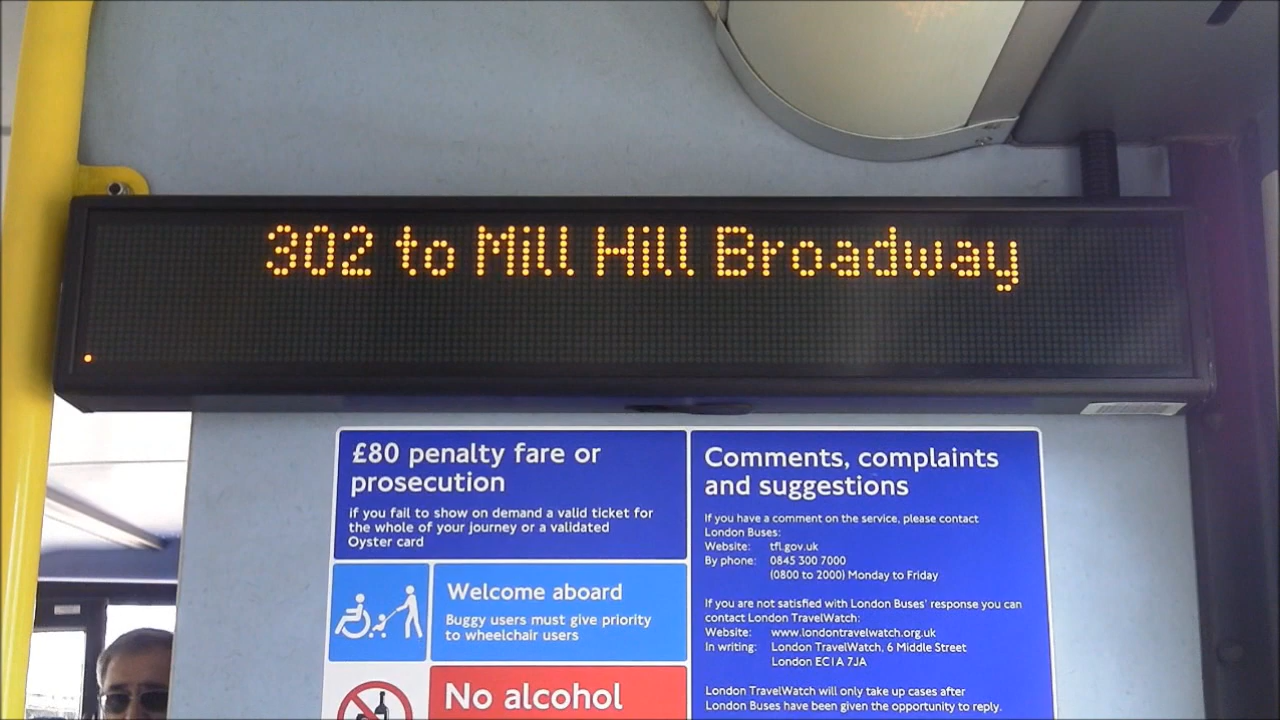 302 to Mill Hill Broadway
£80 penalty fare or
prosecution
if you fail to show on demand a valid ticket for
the whole of your journey or a validated
Oyster card
Welcome aboard
Buggy users must give priority
to wheelchair users
No alcohol
Comments, complaints
and suggestions
If you have a comment on the service, please contact
London Buses:
Website: tfl.gov.uk
By phone: 0845 300 7000
(0800 to 2000) Monday to Friday
If you are not satisfied with London Buses' response you can
contact London TravelWatch:
Website: www.londontravelwatch.org.uk
In writing: London TravelWatch, 6 Middle Street
London EC1A 7JA
London TravelWatch will only take up cases after
London Buses have been given the opportunity to reply.